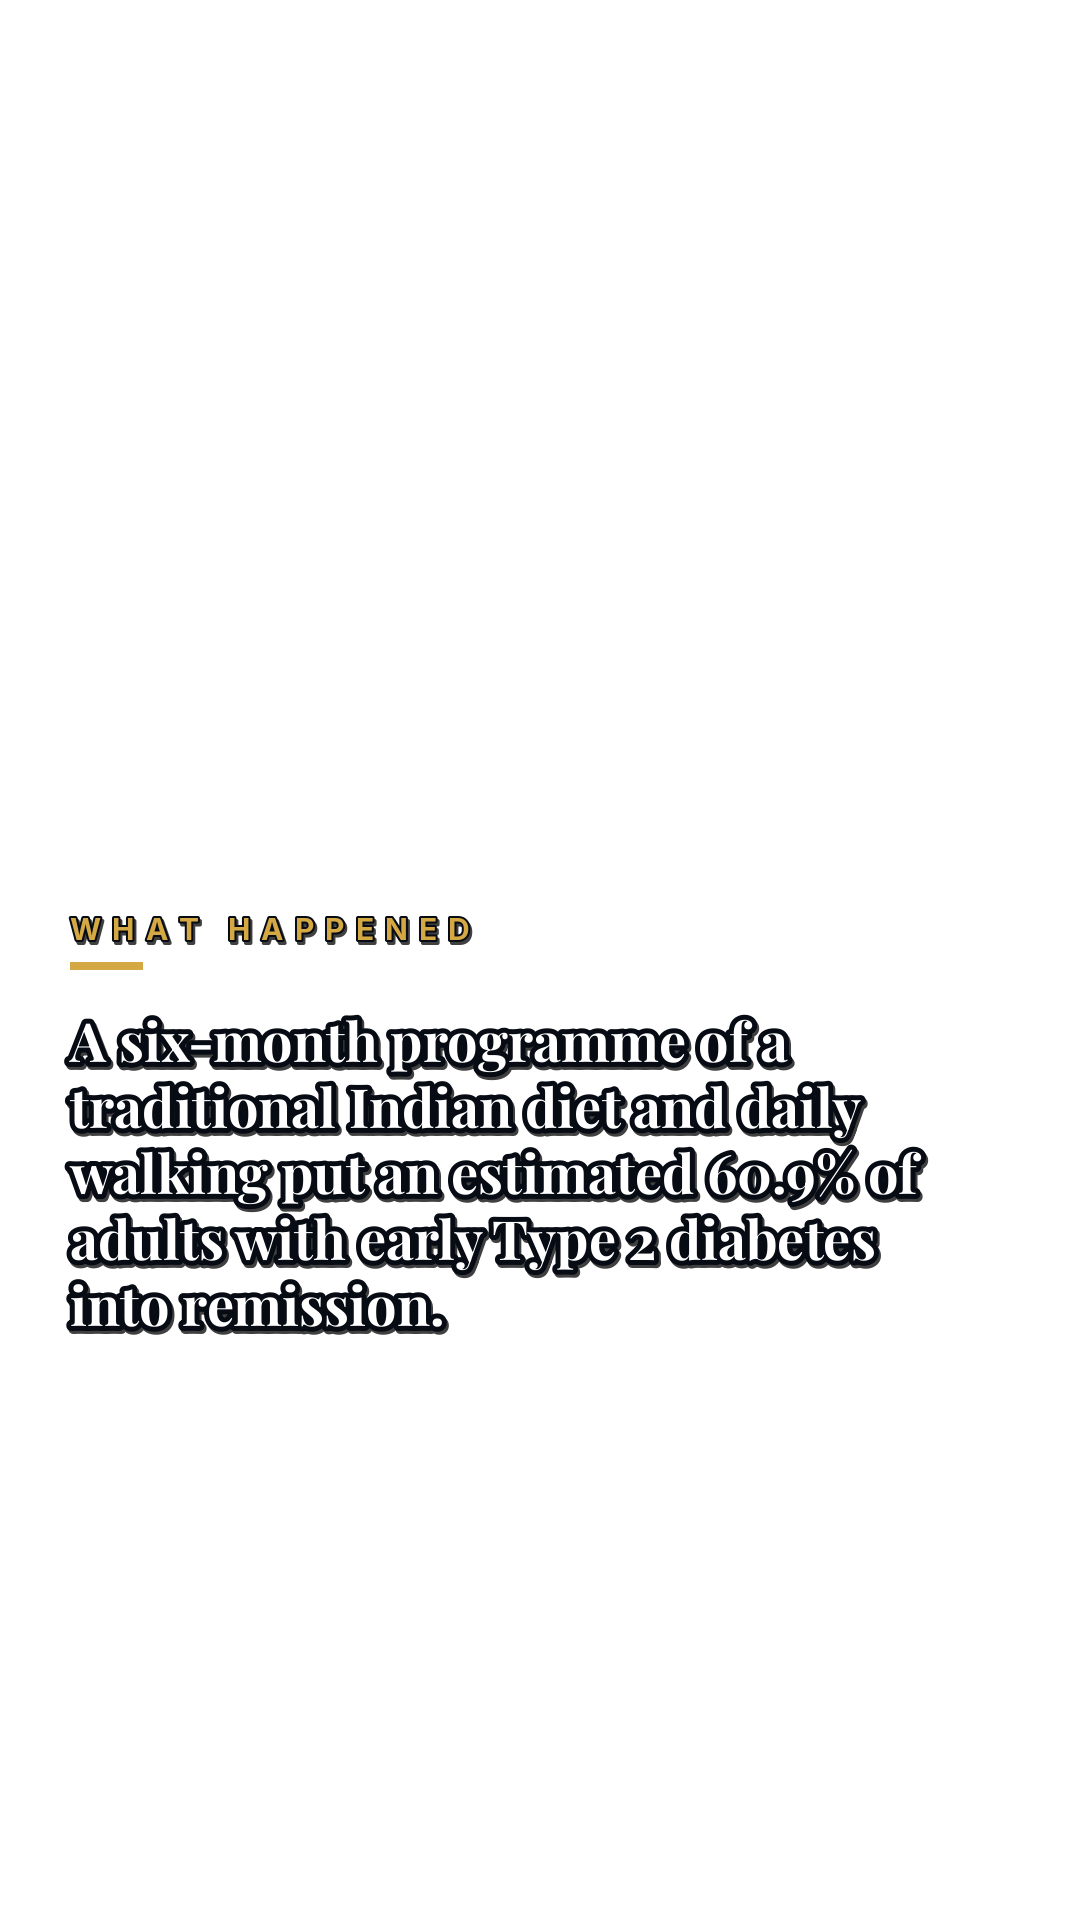 WHAT HAPPENED
A six-month programme of a
traditional Indian diet and daily
walking put an estimated 60.9% of
adults with early Type 2 diabetes
into remission.